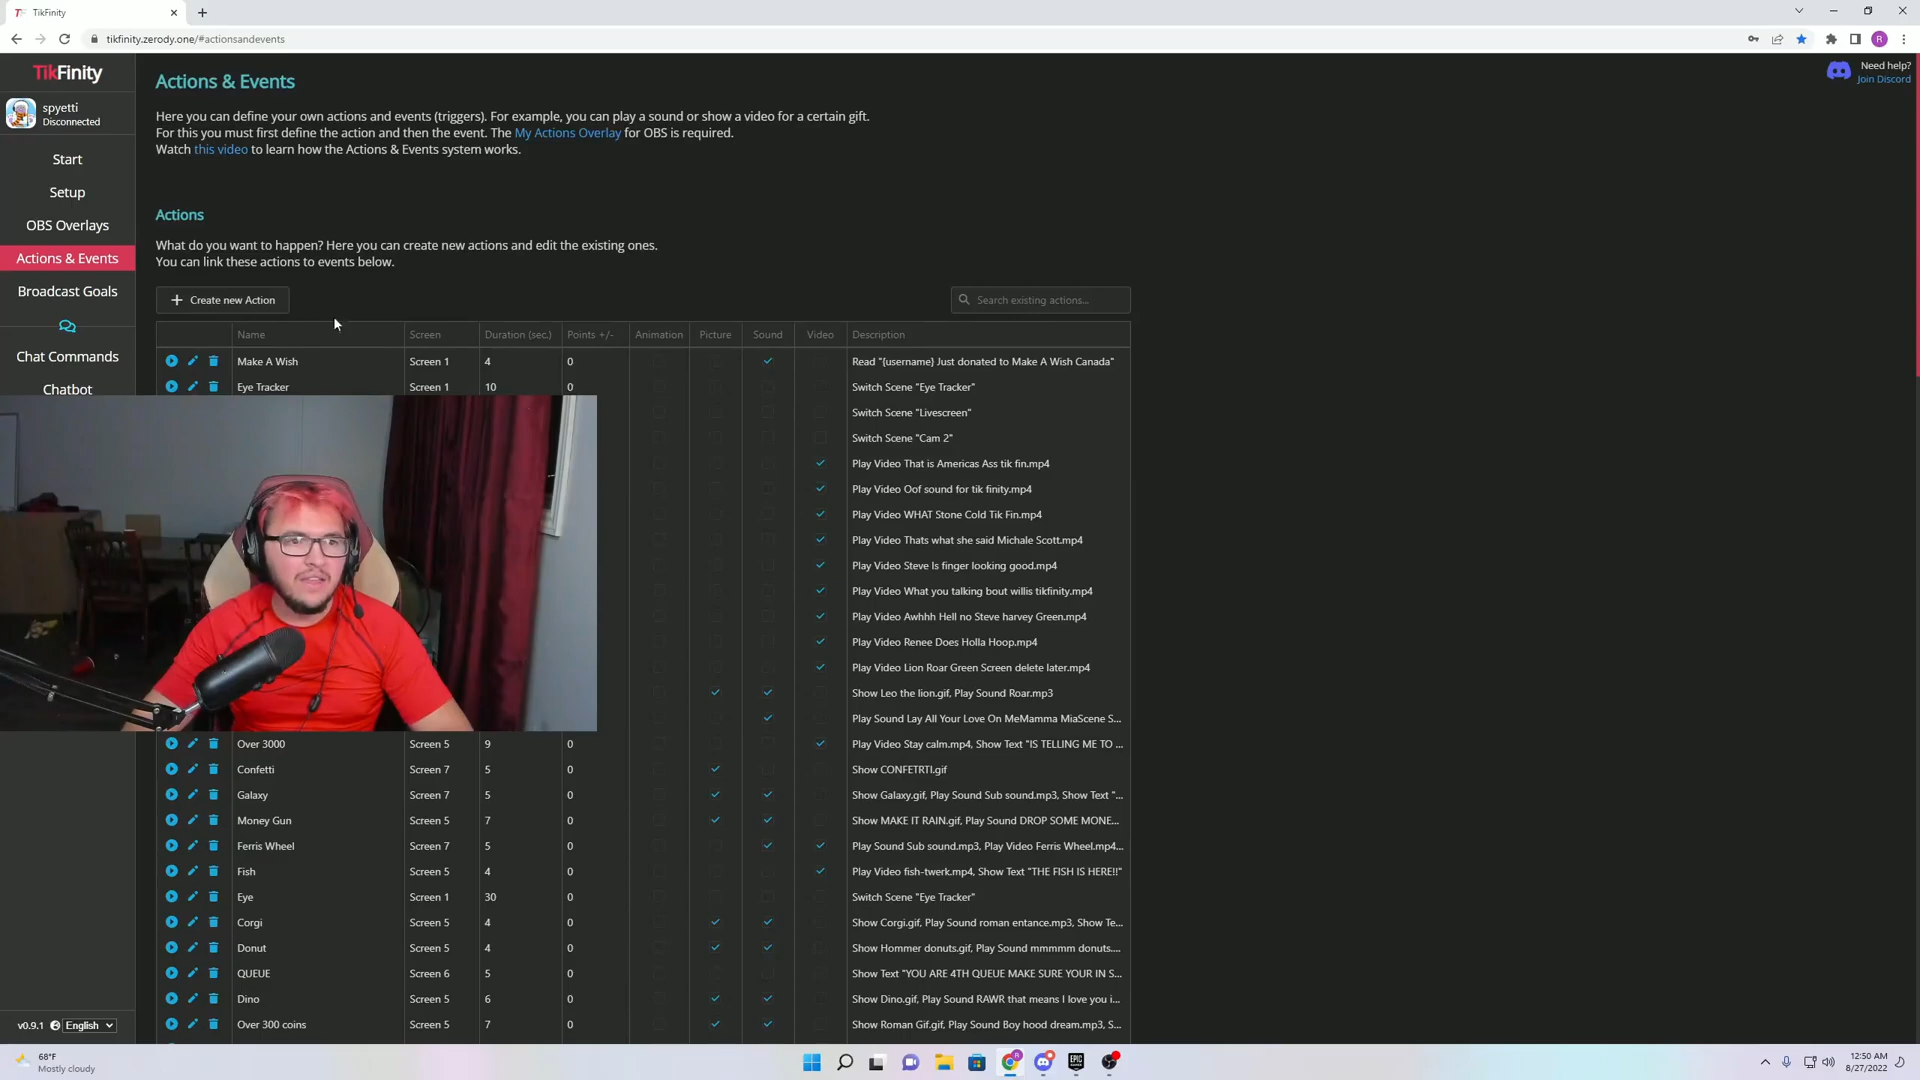 TikFinity
tikfinity.zerody.one/#actionsandevents
TikFinity
spyetti
Disconnected
Start
Setup
OBS Overlays
Actions & Events
Broadcast Goals
Chat Commands
Chatbot
v0.9.1 English
Need help?
Join Discord
Actions & Events
Here you can define your own actions and events (triggers). For example, you can play a sound or show a video for a certain gift.
For this you must first define the action and then the event. The My Actions Overlay for OBS is required.
Watch this video to learn how the Actions & Events system works.
Actions
What do you want to happen? Here you can create new actions and edit the existing ones.
You can link these actions to events below.
Create new Action
Search existing actions...
Name Screen Duration (sec.) Points +/- Animation Picture Sound Video Description
Make A Wish Screen 1 4 0 Read "{username} Just donated to Make A Wish Canada"
Eye Tracker Screen 1 10 0 Switch Scene "Eye Tracker"
Switch Scene "Livescreen"
Switch Scene "Cam 2"
Play Video That is Americas Ass tik fin.mp4
Play Video Oof sound for tik finity.mp4
Play Video WHAT Stone Cold Tik Fin.mp4
Play Video Thats what she said Michale Scott.mp4
Play Video Steve Is finger looking good.mp4
Play Video What you talking bout willis tikfinity.mp4
Play Video Awhhh Hell no Steve harvey Green.mp4
Play Video Renee Does Holla Hoop.mp4
Play Video Lion Roar Green Screen delete later.mp4
Show Leo the lion.gif, Play Sound Roar.mp3
Play Sound Lay All Your Love On MeMamma MiaScene S...
Over 3000 Screen 5 9 0 Play Video Stay calm.mp4, Show Text "IS TELLING ME TO ...
Confetti Screen 7 5 0 Show CONFETRTI.gif
Galaxy Screen 7 5 0 Show Galaxy.gif, Play Sound Sub sound.mp3, Show Text "...
Money Gun Screen 5 7 0 Show MAKE IT RAIN.gif, Play Sound DROP SOME MONE...
Ferris Wheel Screen 7 5 0 Play Sound Sub sound.mp3, Play Video Ferris Wheel.mp4...
Fish Screen 5 4 0 Play Video fish-twerk.mp4, Show Text "THE FISH IS HERE!!"
Eye Screen 1 30 0 Switch Scene "Eye Tracker"
Corgi Screen 5 4 0 Show Corgi.gif, Play Sound roman entance.mp3, Show Te...
Donut Screen 5 4 0 Show Hommer donuts.gif, Play Sound mmmmm donuts....
QUEUE Screen 6 5 0 Show Text "YOU ARE 4TH QUEUE MAKE SURE YOUR IN S...
Dino Screen 5 6 0 Show Dino.gif, Play Sound RAWR that means I love you i...
Over 300 coins Screen 5 7 0 Show Roman Gif.gif, Play Sound Boy hood dream.mp3, S...
68°F
Mostly cloudy
EPIC
12:50 AM
8/27/2022